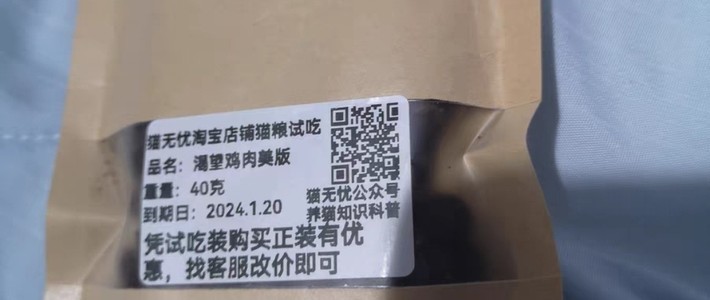 猫无忧淘宝店铺猫粮试吃
品名：渴望鸡肉美版
重量：40克
到期日：2024.1.20
猫无忧公众号
养猫知识科普
凭试吃装购买正装有优
惠，找客服改价即可